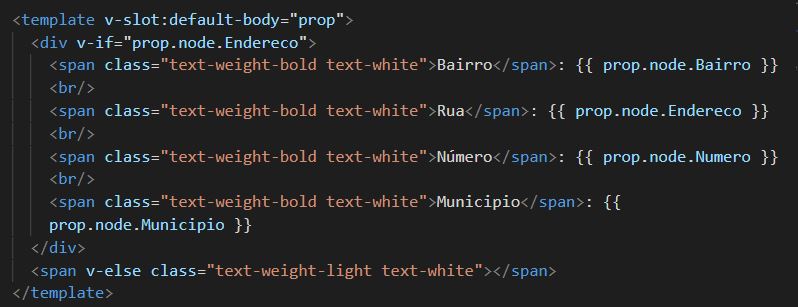 <template v-slot:default-body="prop">
<div v-if="prop.node.Endereco">
<span class="text-weight-bold text-white">Bairro</span>: {{ prop.node.Bairro }}
<br/>
<span class="text-weight-bold text-white">Rua</span>: {{ prop.node.Endereco }}
<br/>
<span class="text-weight-bold text-white">Número</span>: {{ prop.node.Numero }}
<br/>
<span class="text-weight-bold text-white">Municipio</span>: {{
prop.node.Municipio }}
</div>
<span v-else class="text-weight-light text-white"></span>
</template>